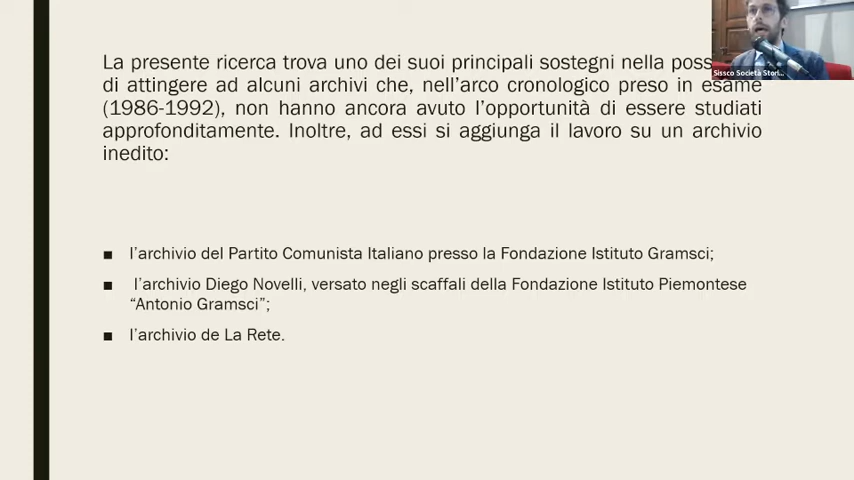 La presente ricerca trova uno dei suoi principali sostegni nella poss
di attingere ad alcuni archivi che, nell'arco cronologico preso in esame
(1986-1992), non hanno ancora avuto l'opportunità di essere studiati
approfonditamente. Inoltre, ad essi si aggiunga il lavoro su un archivio
inedito:
■ l'archivio del Partito Comunista Italiano presso la Fondazione Istituto Gramsci;
■ l'archivio Diego Novelli, versato negli scaffali della Fondazione Istituto Piemontese
“Antonio Gramsci”;
■ l'archivio de La Rete.
Sissco Società Stori...